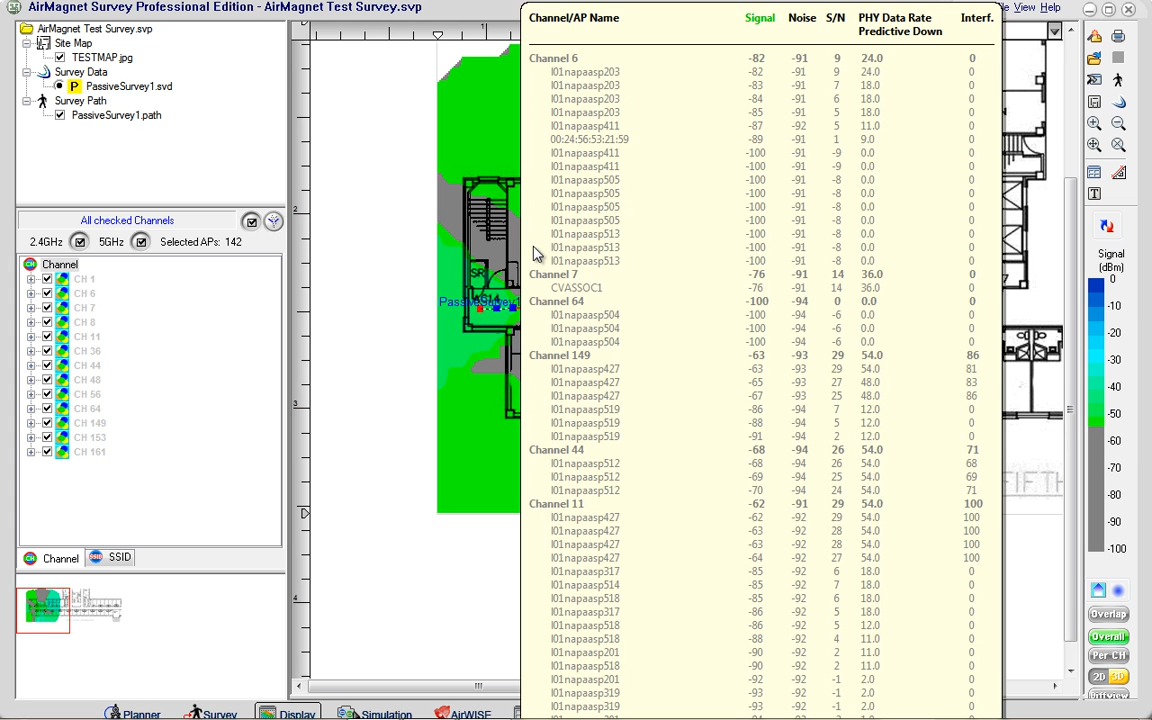 AirMagnet Survey Professional Edition - AirMagnet Test Survey.svp
View Help
AirMagnet Test Survey.svp
Site Map
TESTMAP.jpg
Survey Data
P PassiveSurvey1.svd
Survey Path
PassiveSurvey1.path
All checked Channels
2.4GHz 5GHz Selected APs: 142
Channel
CH 1
CH 6
CH 7
CH 8
CH 11
CH 36
CH 44
CH 48
CH 56
CH 64
CH 149
CH 153
CH 161
Channel SSID
1
2
3
4
SR
Channel/AP Name Signal Noise S/N PHY Data Rate Interf.
Predictive Down
Channel 6 -82 -91 9 24.0 0
l01napaasp203 -82 -91 9 24.0 0
l01napaasp203 -83 -91 7 18.0 0
l01napaasp203 -84 -91 6 18.0 0
l01napaasp203 -85 -91 5 18.0 0
l01napaasp411 -87 -92 5 11.0 0
00:24:56:53:21:59 -89 -91 1 9.0 0
l01napaasp411 -100 -91 -9 0.0 0
l01napaasp411 -100 -91 -9 0.0 0
l01napaasp505 -100 -91 -8 0.0 0
l01napaasp505 -100 -91 -8 0.0 0
l01napaasp505 -100 -91 -8 0.0 0
l01napaasp505 -100 -91 -8 0.0 0
l01napaasp513 -100 -91 -8 0.0 0
l01napaasp513 -100 -91 -8 0.0 0
l01napaasp513 -100 -91 -8 0.0 0
Channel 7 -76 -91 14 36.0 0
CVASSOC1 -76 -91 14 36.0 0
Channel 64 -100 -94 0 0.0 0
l01napaasp504 -100 -94 -6 0.0 0
l01napaasp504 -100 -94 -6 0.0 0
l01napaasp504 -100 -94 -6 0.0 0
Channel 149 -63 -93 29 54.0 86
l01napaasp427 -63 -93 29 54.0 81
l01napaasp427 -65 -93 27 48.0 83
l01napaasp427 -67 -93 25 48.0 86
l01napaasp519 -86 -94 7 12.0 0
l01napaasp519 -88 -94 5 12.0 0
l01napaasp519 -91 -94 2 12.0 0
Channel 44 -68 -94 26 54.0 71
l01napaasp512 -68 -94 26 54.0 68
l01napaasp512 -69 -94 25 54.0 69
l01napaasp512 -70 -94 24 54.0 71
Channel 11 -62 -91 29 54.0 100
l01napaasp427 -62 -92 29 54.0 100
l01napaasp427 -63 -92 28 54.0 100
l01napaasp427 -63 -92 28 54.0 100
l01napaasp427 -64 -92 27 54.0 100
l01napaasp317 -85 -92 6 18.0 0
l01napaasp514 -85 -92 7 18.0 0
l01napaasp518 -85 -92 6 18.0 0
l01napaasp317 -86 -92 5 18.0 0
l01napaasp518 -86 -92 5 12.0 0
l01napaasp518 -88 -92 4 11.0 0
l01napaasp201 -90 -92 2 11.0 0
l01napaasp518 -90 -92 2 11.0 0
l01napaasp201 -92 -92 -1 2.0 0
l01napaasp319 -93 -92 -1 2.0 0
l01napaasp319 -93 -92 -1 2.0 0
FIFTH
Signal
(dBm)
0
-10
-20
-30
-40
-50
-60
-70
-80
-90
-100
Overlap
Overall
Per CH
2D 3D
Diffview
Planner Survey Display Simulation AirWISE